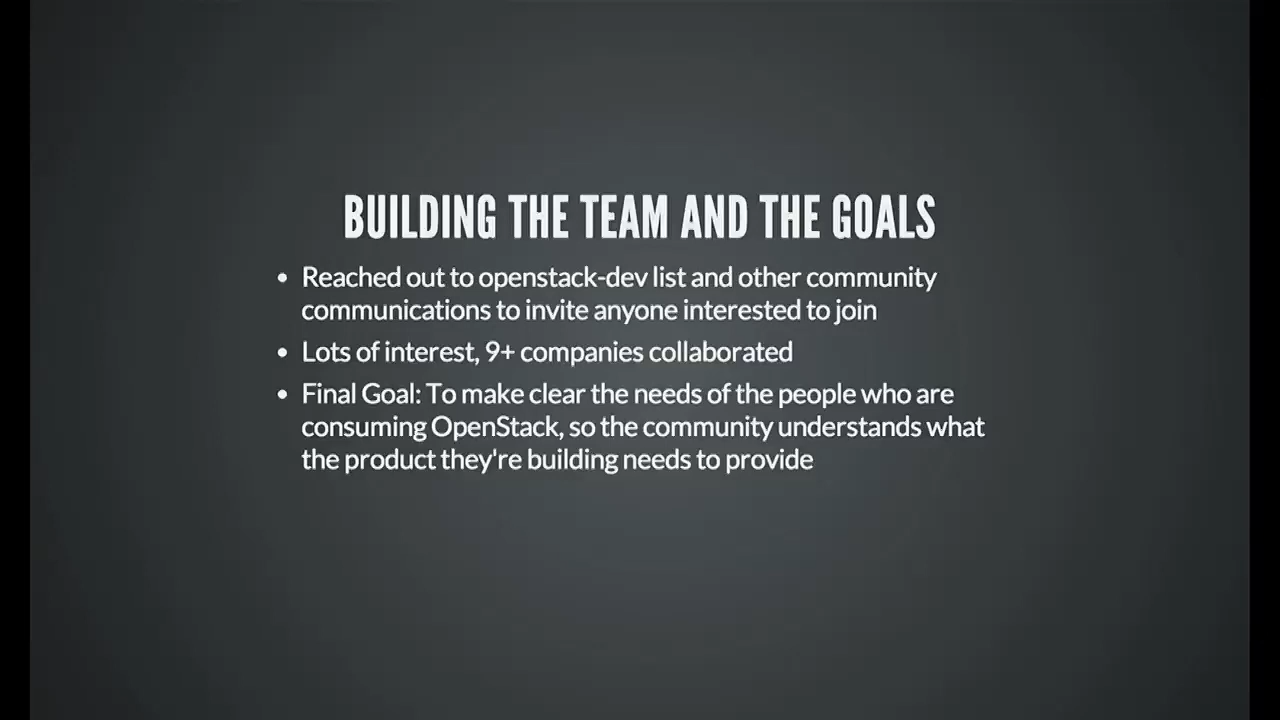 BUILDING THE TEAM AND THE GOALS
• Reached out to openstack-dev list and other community
communications to invite anyone interested to join
• Lots of interest, 9+ companies collaborated
• Final Goal: To make clear the needs of the people who are
consuming OpenStack, so the community understands what
the product they're building needs to provide